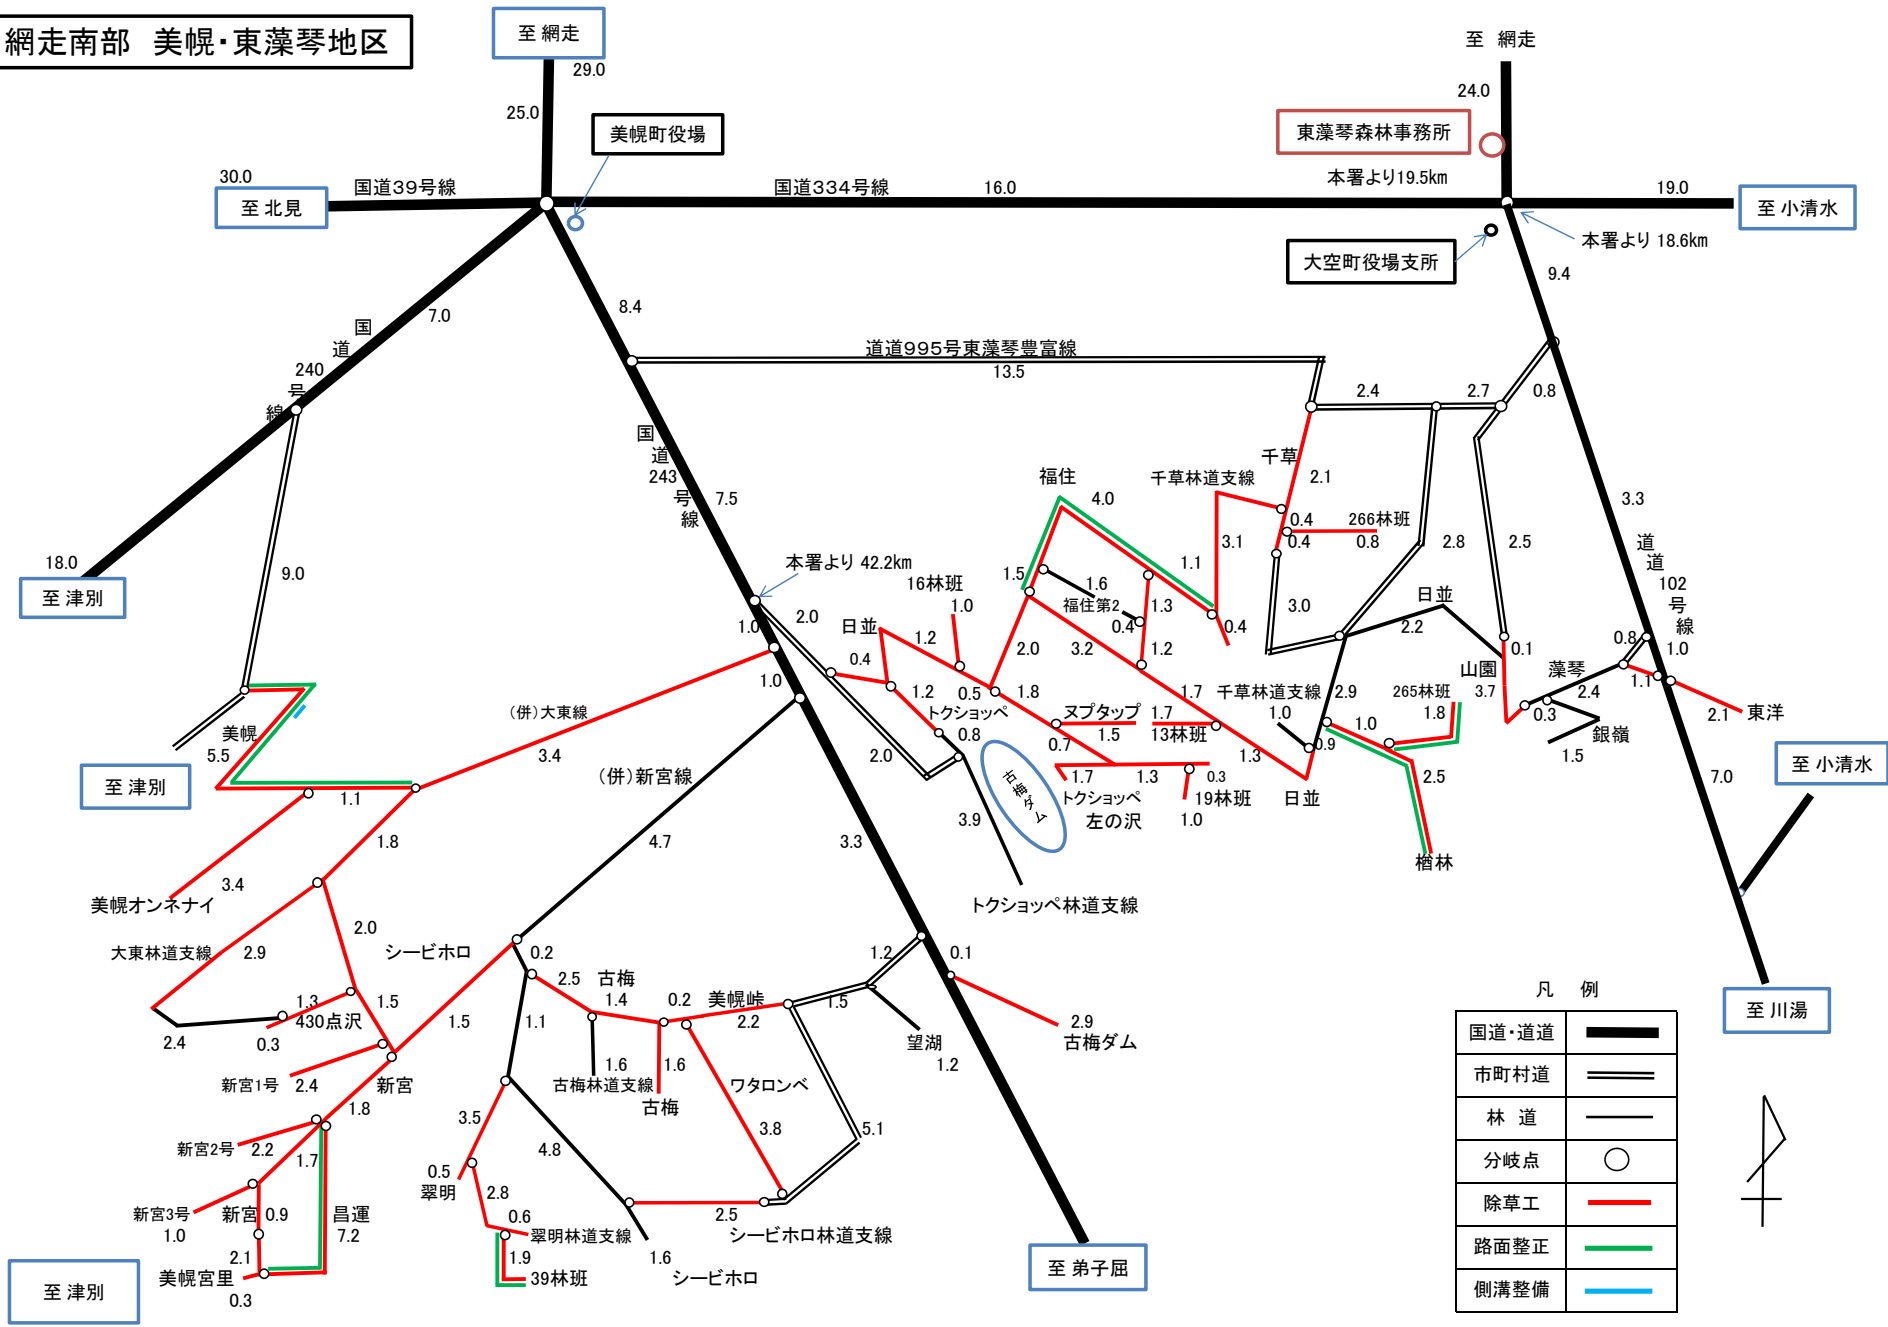 網走南部 美幌・東藻琴地区
至 網走
29.0
25.0
美幌町役場
至 網走
24.0
東藻琴森林事務所
本署より19.5km
30.0
国道39号線
至 北見
国道334号線
16.0
19.0
至 小清水
本署より 18.6km
大空町役場支所
9.4
8.4
国道
240
号線
7.0
道道995号東藻琴豊富線
13.5
2.4
2.7
0.8
国道
243
号線
7.5
千草
2.1
千草林道支線
福住
4.0
0.4
266林班
0.4
0.8
3.1
2.8
2.5
3.3
道道
102
号線
18.0
至 津別
9.0
本署より 42.2km
16林班
1.0
1.5
1.6
福住第2
1.1
1.3
0.4
0.4
3.0
日並
2.2
0.1
0.8
1.0
1.0
2.0
日並
1.2
0.4
2.0
3.2
1.2
山園
3.7
藻琴
2.4
1.1
1.0
1.2
0.5
トクショッペ
1.8
1.7
千草林道支線
1.0
2.9
265林班
1.8
0.3
2.1
東洋
銀嶺
1.5
美幌
5.5
(併)大東線
3.4
0.8
ヌプタップ
1.5
1.7
13林班
0.7
1.3
0.9
1.0
2.5
2.0
古梅ダム
1.7
トクショッペ
左の沢
1.3
0.3
19林班
1.0
日並
7.0
至 小清水
至 津別
1.1
(併)新宮線
4.7
3.3
3.9
楢林
1.8
3.4
美幌オンネナイ
トクショッペ林道支線
大東林道支線
2.9
2.0
シービホロ
0.2
1.2
0.1
2.5
古梅
1.4
0.2
美幌峠
2.2
1.5
1.3
430点沢
0.3
2.4
1.5
1.5
1.1
望湖
1.2
2.9
古梅ダム
至 川湯
1.6
古梅林道支線
1.6
古梅
ワタロンベ
3.8
5.1
新宮1号
2.4
新宮
1.8
3.5
4.8
新宮2号
2.2
1.7
0.5
翠明
2.8
新宮3号
1.0
新宮
0.9
昌運
7.2
0.6
翠明林道支線
2.5
シービホロ林道支線
2.1
美幌宮里
0.3
1.9
39林班
1.6
シービホロ
至 津別
至 弟子屈
凡 例
国道・道道
市町村道
林 道
分岐点
除草工
路面整正
側溝整備